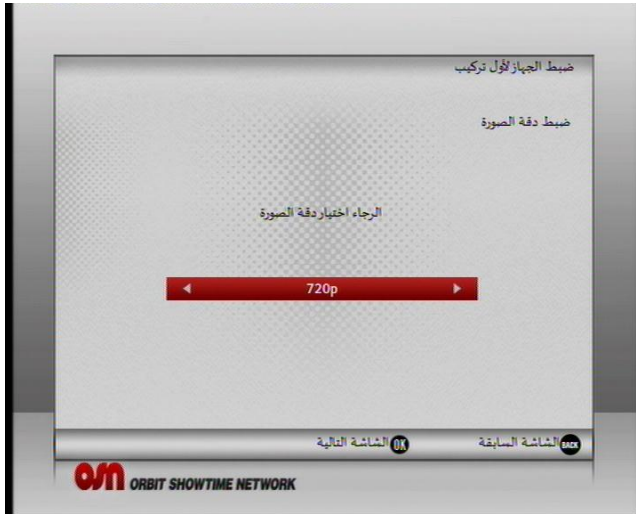 ضبط الجهاز لأول تركيب
ضبط دقة الصورة
الرجاء اختيار دقة الصورة
720p
BACK الشاشة السابقة
OK الشاشة التالية
osn ORBIT SHOWTIME NETWORK